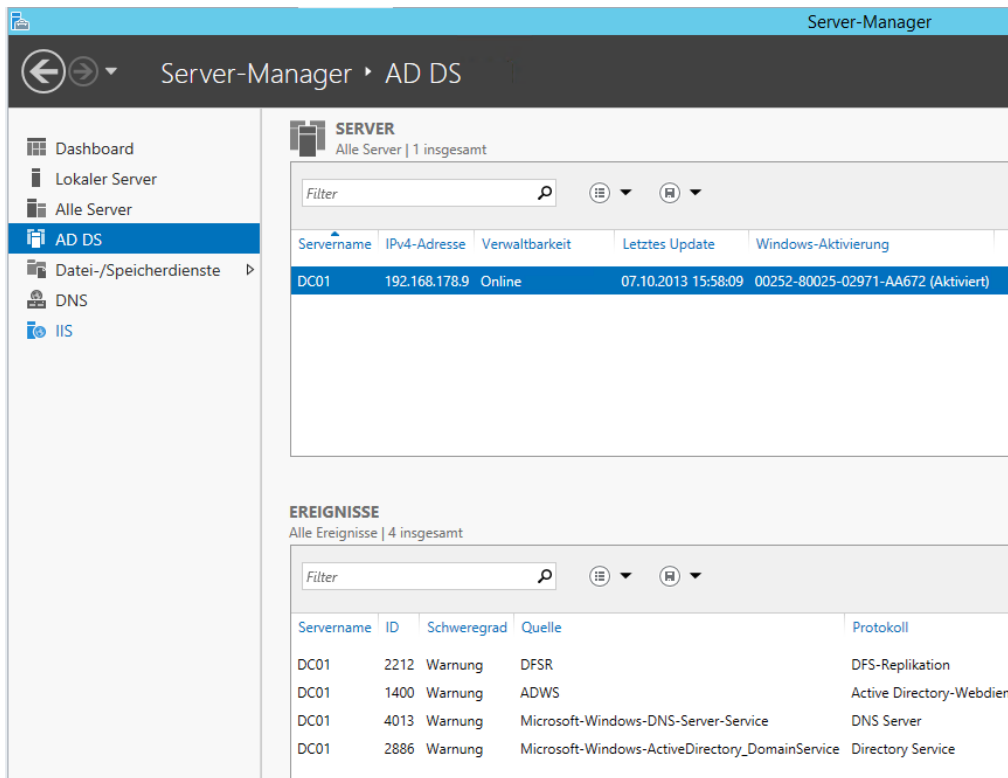 Server-Manager
Server-Manager ‣ AD DS
Dashboard
Lokaler Server
Alle Server
AD DS
Datei-/Speicherdienste
DNS
IIS
SERVER
Alle Server | 1 insgesamt
Filter
Servername IPv4-Adresse Verwaltbarkeit Letztes Update Windows-Aktivierung
DC01 192.168.178.9 Online 07.10.2013 15:58:09 00252-80025-02971-AA672 (Aktiviert)
EREIGNISSE
Alle Ereignisse | 4 insgesamt
Filter
Servername ID Schweregrad Quelle Protokoll
DC01 2212 Warnung DFSR DFS-Replikation
DC01 1400 Warnung ADWS Active Directory-Webdien
DC01 4013 Warnung Microsoft-Windows-DNS-Server-Service DNS Server
DC01 2886 Warnung Microsoft-Windows-ActiveDirectory_DomainService Directory Service